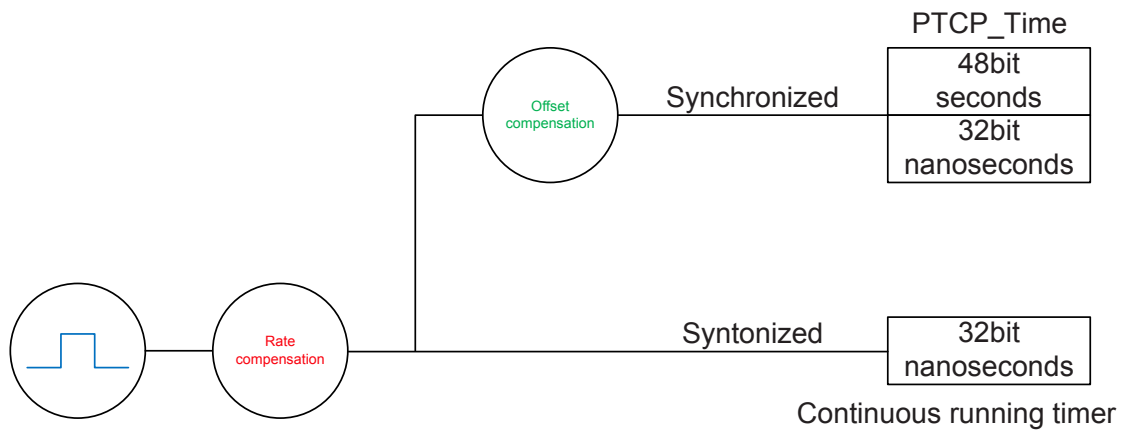 PTCP_Time
48bit
seconds
Offset
compensation
Synchronized
32bit
nanoseconds
Rate
compensation
Syntonized
32bit
nanoseconds
Continuous running timer